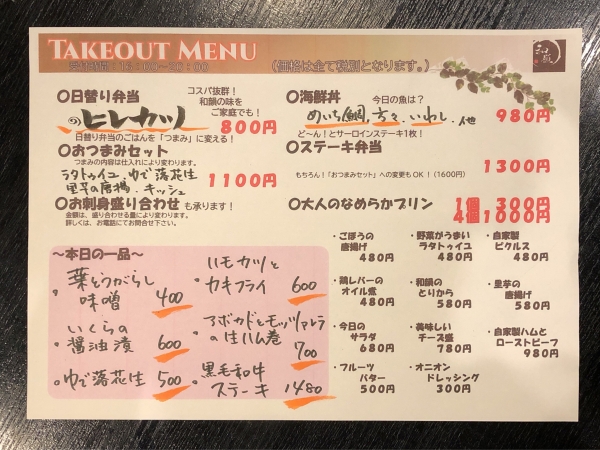 TAKEOUT MENU
受付時間：16：00～20：00
（価格は全て税別となります。）
和韻
○日替り弁当
コスパ抜群！
和韻の味を
ご家庭でも！
ヒレカツ
800円
日替り弁当のごはんを「つまみ」に変える！
○おつまみセット
つまみの内容は仕入れにより変わります。
ラタトゥイユ、ゆで落花生
里芋の唐揚、キッシュ
1100円
○お刺身盛り合わせ も承ります！
金額は、盛り合わせる量により変わります。
詳しくは、お電話にてお問合せ下さい。
○海鮮丼
今日の魚は？
のいち鯛、いわし、他
980円
ど～ん！とサーロインステーキ1枚！
○ステーキ弁当
1300円
もちろん！「おつまみセット」への変更もOK！（1600円）
○大人のなめらかプリン
1個 300円
4個1000円
～本日の一品～
・葉とうがらし
味噌
400
・いくらの
醤油漬
600
・ゆで落花生 500
・ハモカツと
カキフライ 600
・アボカドとモッツァレラ
の生ハム巻
700
・黒毛和牛
ステーキ 1480
・ごぼうの
唐揚げ
480円
・野菜がうまい
ラタトゥイユ
480円
・自家製
ピクルス
480円
・鶏レバーの
オイル煮
480円
・和韻の
とりから
580円
・里芋の
唐揚げ
580円
・今日の
サラダ
680円
・美味しい
チーズ盛
780円
・自家製ハムと
ローストビーフ
980円
・フルーツ
バター
500円
・オニオン
ドレッシング
300円